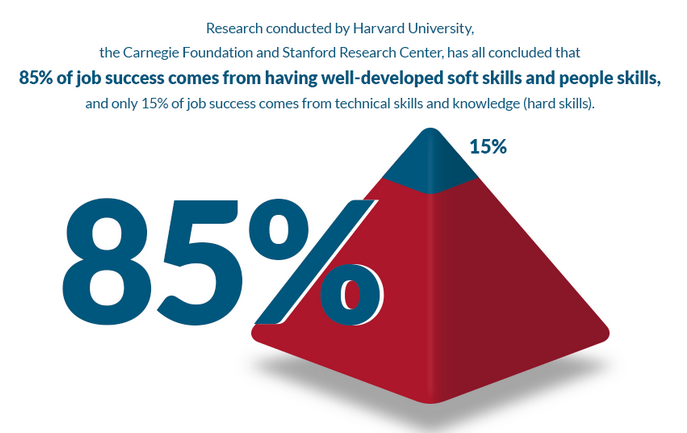 Research conducted by Harvard University,
the Carnegie Foundation and Stanford Research Center, has all concluded that
85% of job success comes from having well-developed soft skills and people skills,
and only 15% of job success comes from technical skills and knowledge (hard skills).
15%
85%